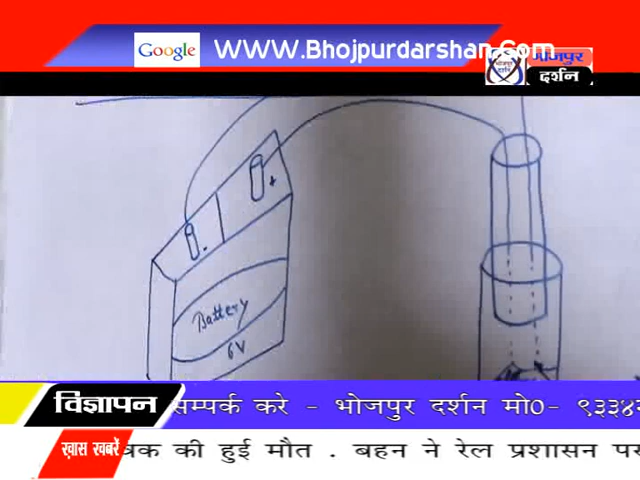 Google WWW.BhojpurDarshan.Com
भोजपुर
दर्शन
+
-
Battery
6V
विज्ञापन सम्पर्क करे - भोजपुर दर्शन मो0- ९३३४
ख़ास खबरें की हुई मौत . बहन ने रेल प्रशासन